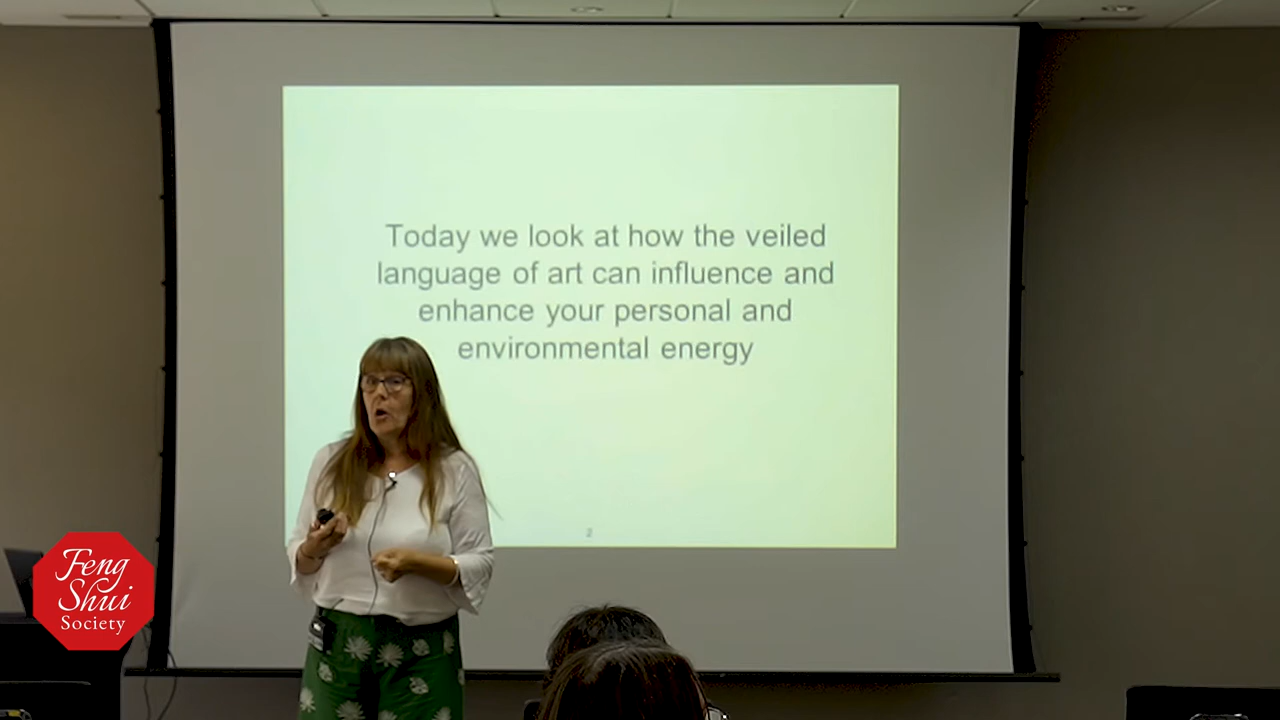 Today we look at how the veiled
language of art can influence and
enhance your personal and
environmental energy
2
Feng
Shui
Society